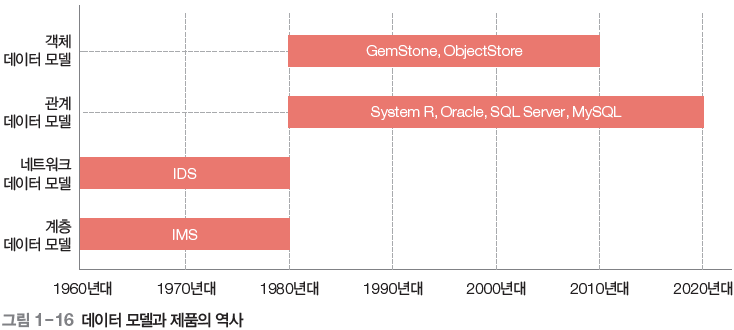 객체
데이터 모델
GemStone, ObjectStore
관계
데이터 모델
System R, Oracle, SQL Server, MySQL
네트워크
데이터 모델
IDS
계층
데이터 모델
IMS
1960년대 1970년대 1980년대 1990년대 2000년대 2010년대 2020년대
그림 1-16 데이터 모델과 제품의 역사